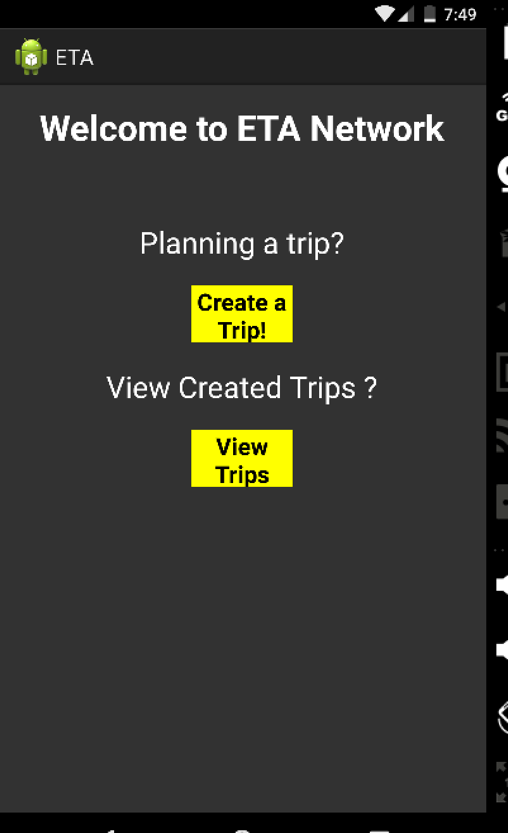 7:49
ETA
Welcome to ETA Network
Planning a trip?
Create a
Trip!
View Created Trips ?
View
Trips